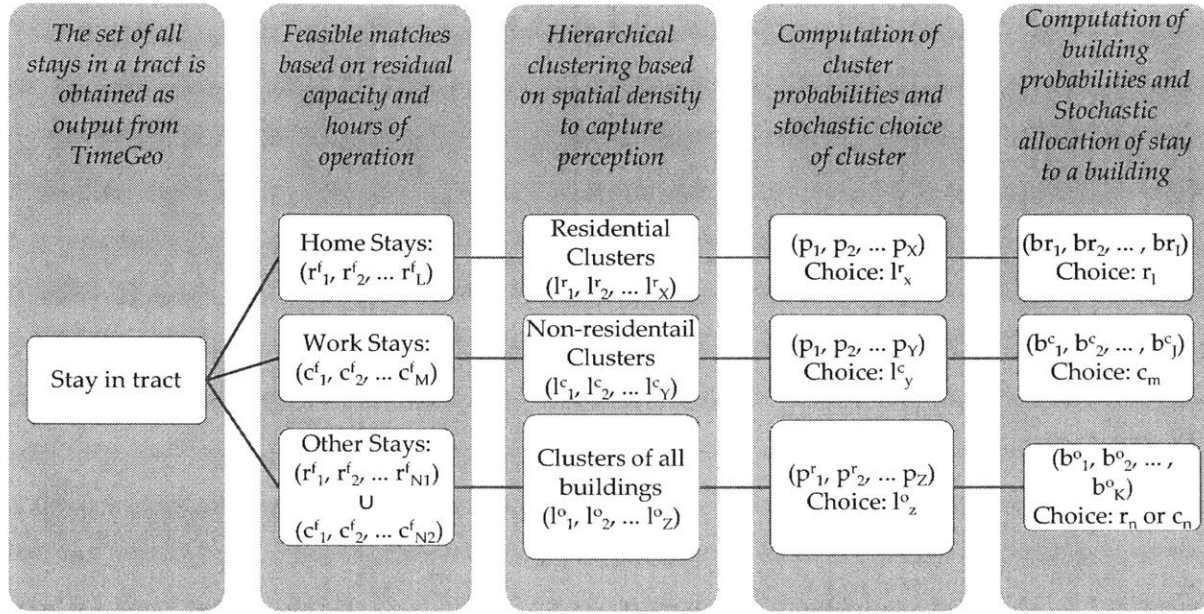 The set of all
stays in a tract is
obtained as
output from
TimeGeo
Feasible matches
based on residual
capacity and
hours of
operation
Hierarchical
clustering based
on spatial density
to capture
perception
Computation of
cluster
probabilities and
stochastic choice
of cluster
Computation of
building
probabilities and
Stochastic
allocation of stay
to a building
Stay in tract
Home Stays:
(r^f_1, r^f_2, ... r^f_L)
Residential
Clusters
(l^r_1, l^r_2, ... l^r_X)
(p_1, p_2, ... p_X)
Choice: l^r_x
(br_1, br_2, ... , br_I)
Choice: r_l
Work Stays:
(c^f_1, c^f_2, ... c^f_M)
Non-residentail
Clusters
(l^c_1, l^c_2, ... l^c_Y)
(p_1, p_2, ... p_Y)
Choice: l^c_y
(b^c_1, b^c_2, ... , b^c_J)
Choice: c_m
Other Stays:
(r^f_1, r^f_2, ... r^f_N1)
∪
(c^f_1, c^f_2, ... c^f_N2)
Clusters of all
buildings
(l^o_1, l^o_2, ... l^o_Z)
(p^r_1, p^r_2, ... p_Z)
Choice: l^o_z
(b^o_1, b^o_2, ... ,
b^o_K)
Choice: r_n or c_n